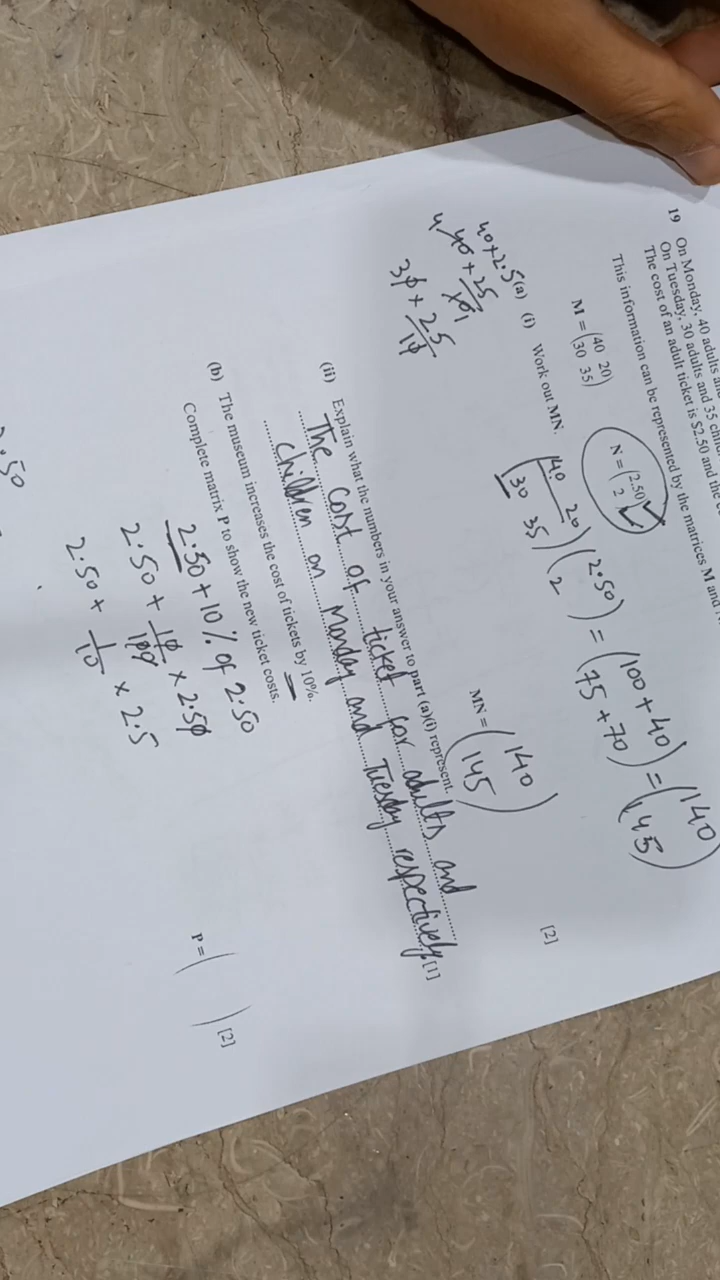 19 On Monday, 40 adults
On Tuesday, 30 adults and 35
The cost of an adult ticket is $2.50 and the
This information can be represented by the matrices M and
M = (40 20
30 35)
N = (2.50
2)
(a) (i) Work out MN.
40×2.5
4 40 + 25
10 1
30 + 25
10
(40 20
30 35) (2.50
2) = (100 + 40
75 + 70) = (140
145)
MN = (140
145)
[2]
(ii) Explain what the numbers in your answer to part (a)(i) represent.
The cost of ticket for adults and
children on Monday and Tuesday respectively. [1]
(b) The museum increases the cost of tickets by 10%.
Complete matrix P to show the new ticket costs.
2.50 + 10% of 2.50
2.50 + 10/100 × 2.50
2.50 + 1/10 × 2.5
P = ( ) [2]